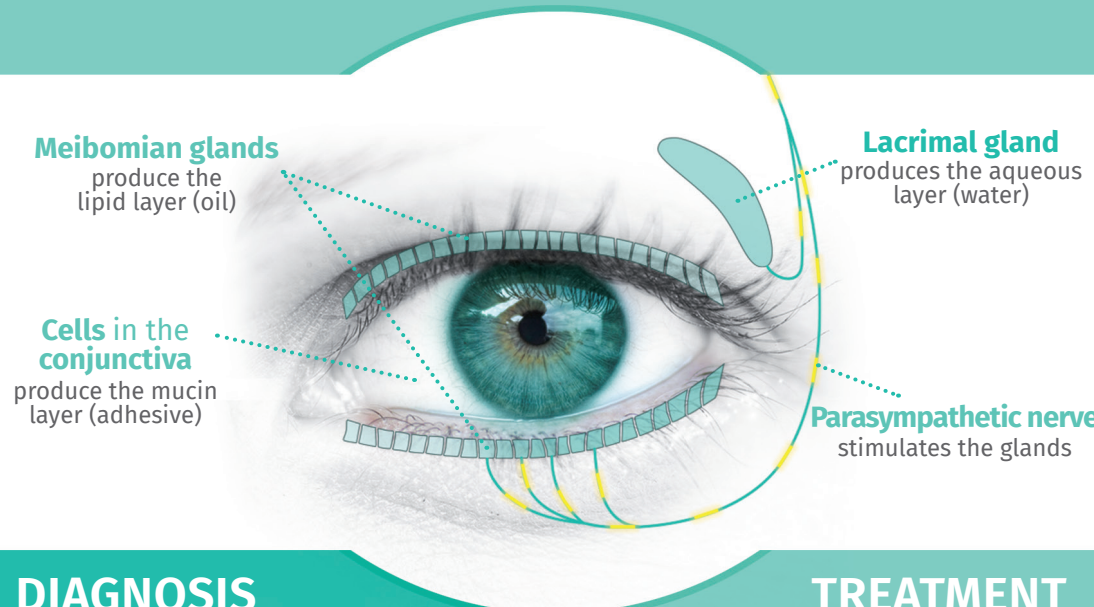 Meibomian glands
produce the
lipid layer (oil)
Lacrimal gland
produces the aqueous
layer (water)
Cells in the
conjunctiva
produce the mucin
layer (adhesive)
Parasympathetic nerve
stimulates the glands
DIAGNOSIS
TREATMENT